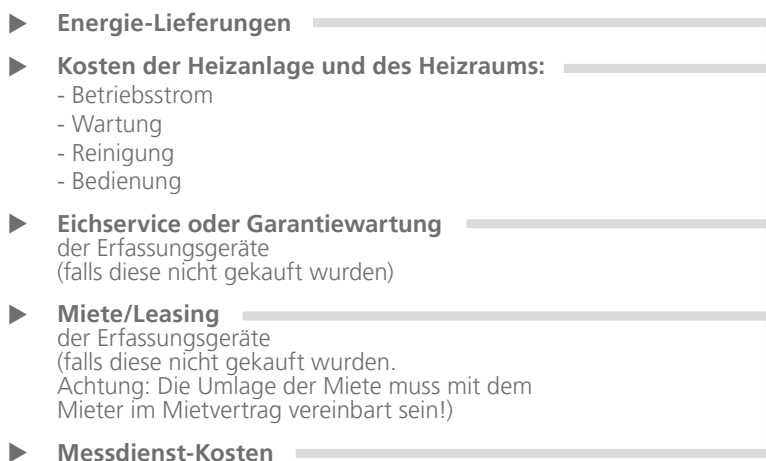 Energie-Lieferungen
Kosten der Heizanlage und des Heizraums:
- Betriebsstrom
- Wartung
- Reinigung
- Bedienung
Eichservice oder Garantiewartung
der Erfassungsgeräte
(falls diese nicht gekauft wurden)
Miete/Leasing
der Erfassungsgeräte
(falls diese nicht gekauft wurden.
Achtung: Die Umlage der Miete muss mit dem
Mieter im Mietvertrag vereinbart sein!)
Messdienst-Kosten